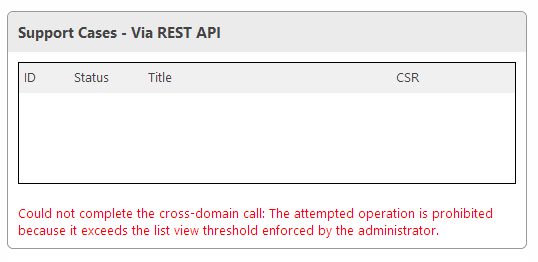 Support Cases - Via REST API
ID Status Title CSR
Could not complete the cross-domain call: The attempted operation is prohibited
because it exceeds the list view threshold enforced by the administrator.